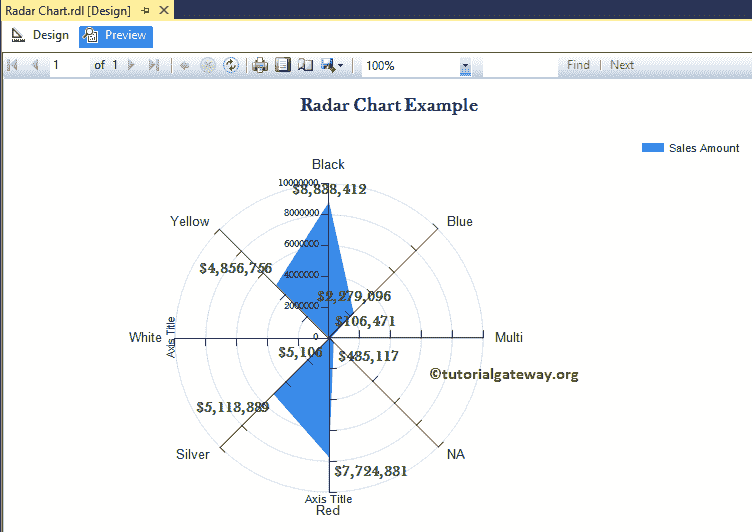 Radar Chart.rdl [Design]
Design Preview
1 of 1 100% Find | Next
Radar Chart Example
Sales Amount
Black
10000000
$8,838,412
8000000
Yellow Blue
6000000
$4,856,756
4000000
$2,279,096
2000000
$106,471
White Axis Title 0 Multi
$5,106 $485,117
©tutorialgateway.org
$5,118,889
Silver NA
$7,724,881
Axis Title
Red